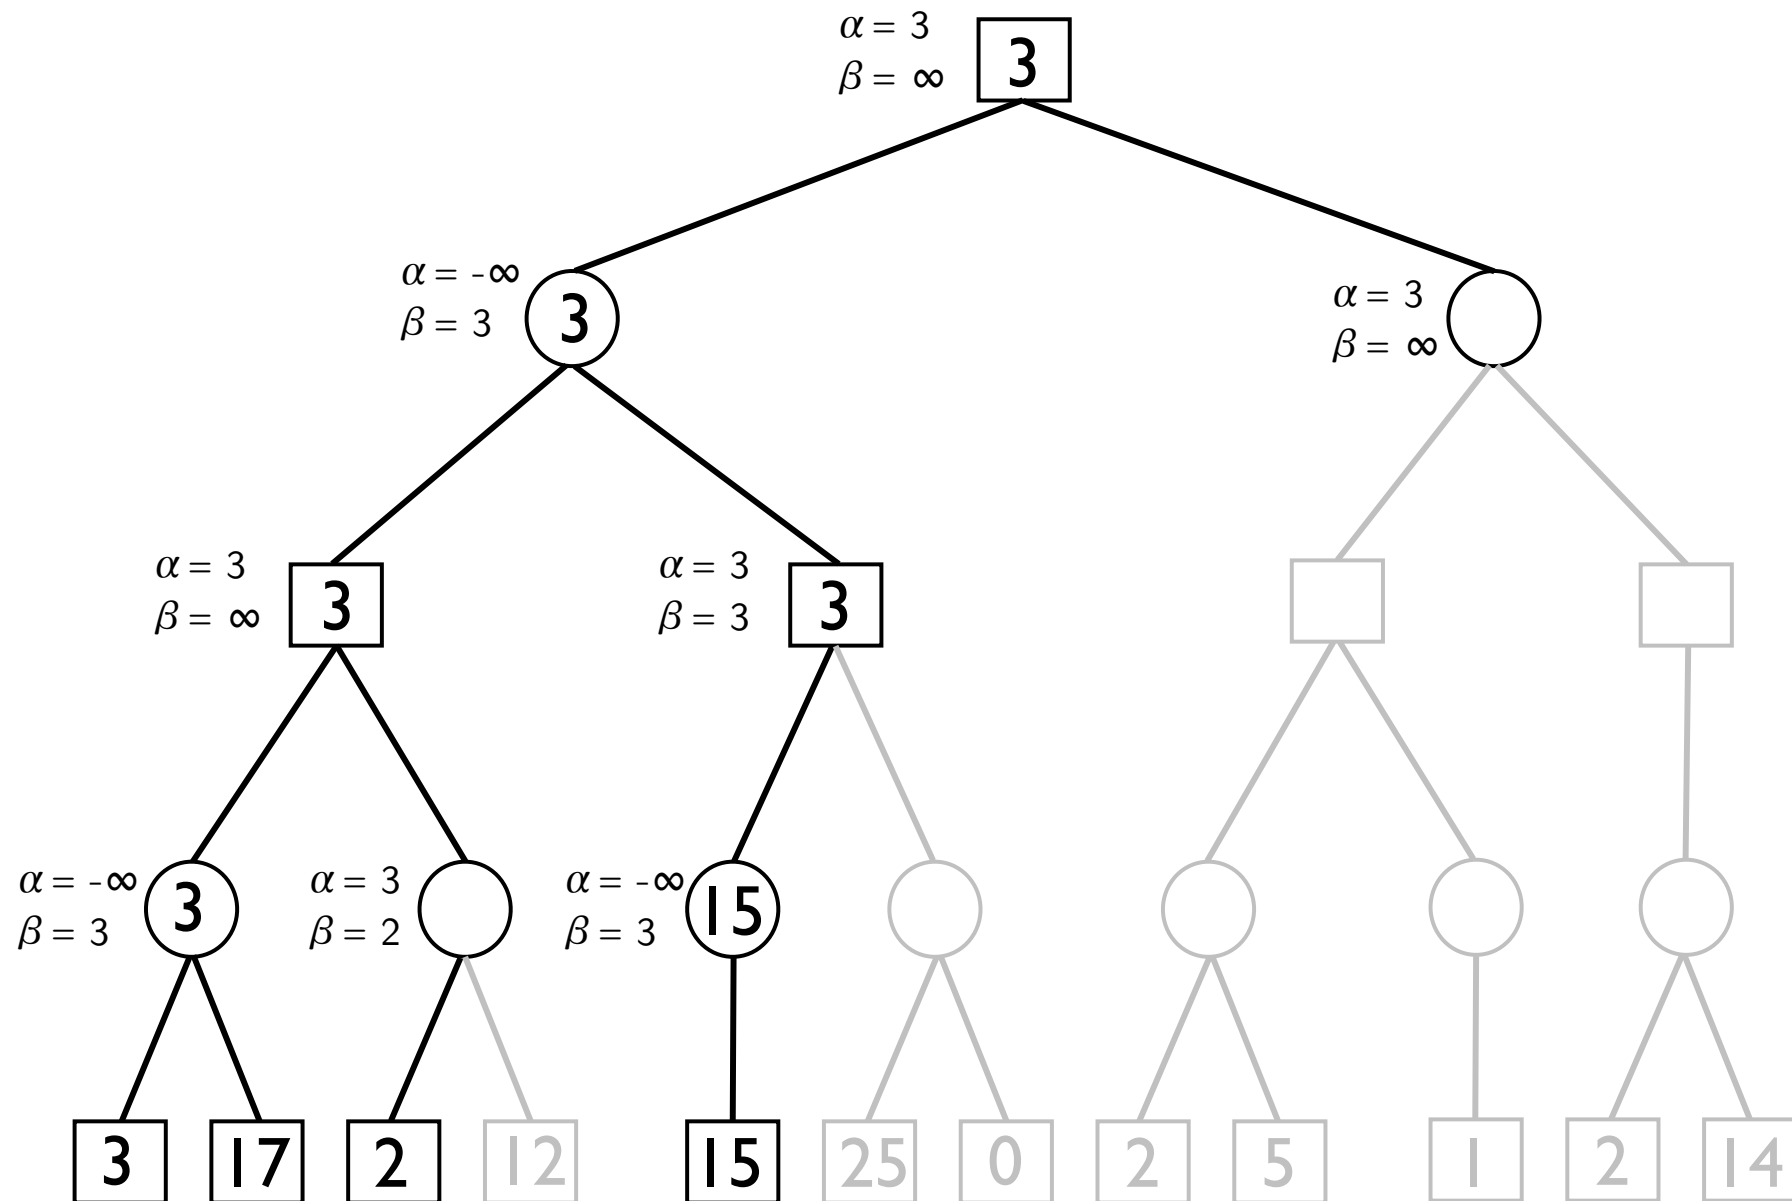 α = 3
β = ∞
3
α = -∞
β = 3
3
α = 3
β = ∞
α = 3
β = ∞
3
α = 3
β = 3
3
α = -∞
β = 3
3
α = 3
β = 2
α = -∞
β = 3
15
3 17 2 12 15 25 0 2 5 1 2 14